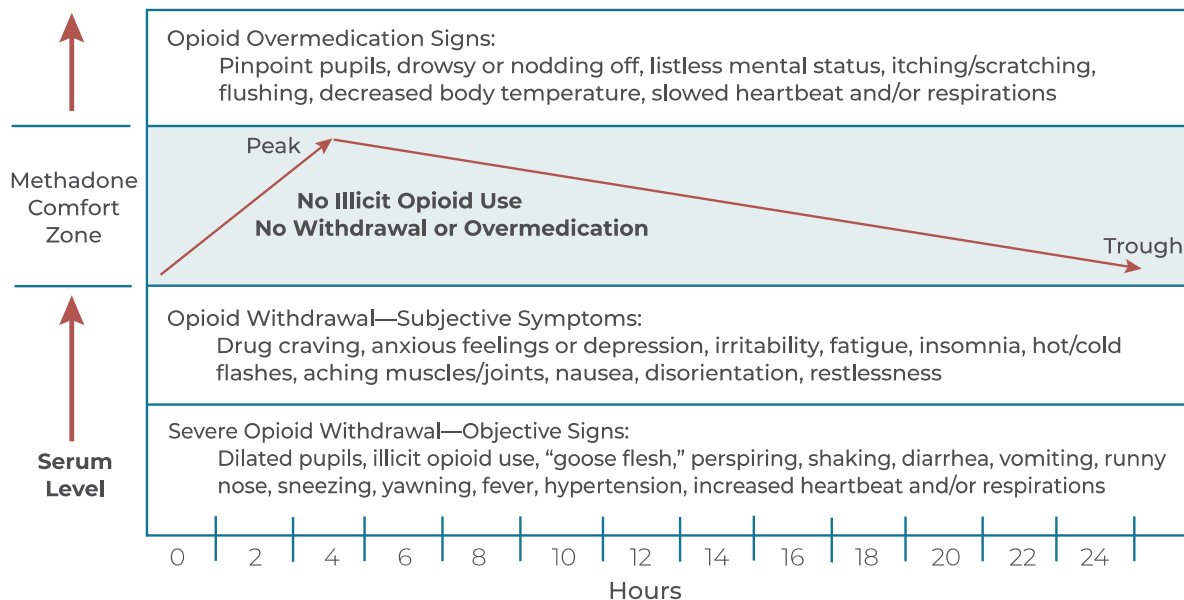 Opioid Overmedication Signs:
Pinpoint pupils, drowsy or nodding off, listless mental status, itching/scratching,
flushing, decreased body temperature, slowed heartbeat and/or respirations
Methadone
Comfort
Zone
Peak
No Illicit Opioid Use
No Withdrawal or Overmedication
Trough
Opioid Withdrawal—Subjective Symptoms:
Drug craving, anxious feelings or depression, irritability, fatigue, insomnia, hot/cold
flashes, aching muscles/joints, nausea, disorientation, restlessness
Serum
Level
Severe Opioid Withdrawal—Objective Signs:
Dilated pupils, illicit opioid use, “goose flesh,” perspiring, shaking, diarrhea, vomiting, runny
nose, sneezing, yawning, fever, hypertension, increased heartbeat and/or respirations
0 2 4 6 8 10 12 14 16 18 20 22 24
Hours